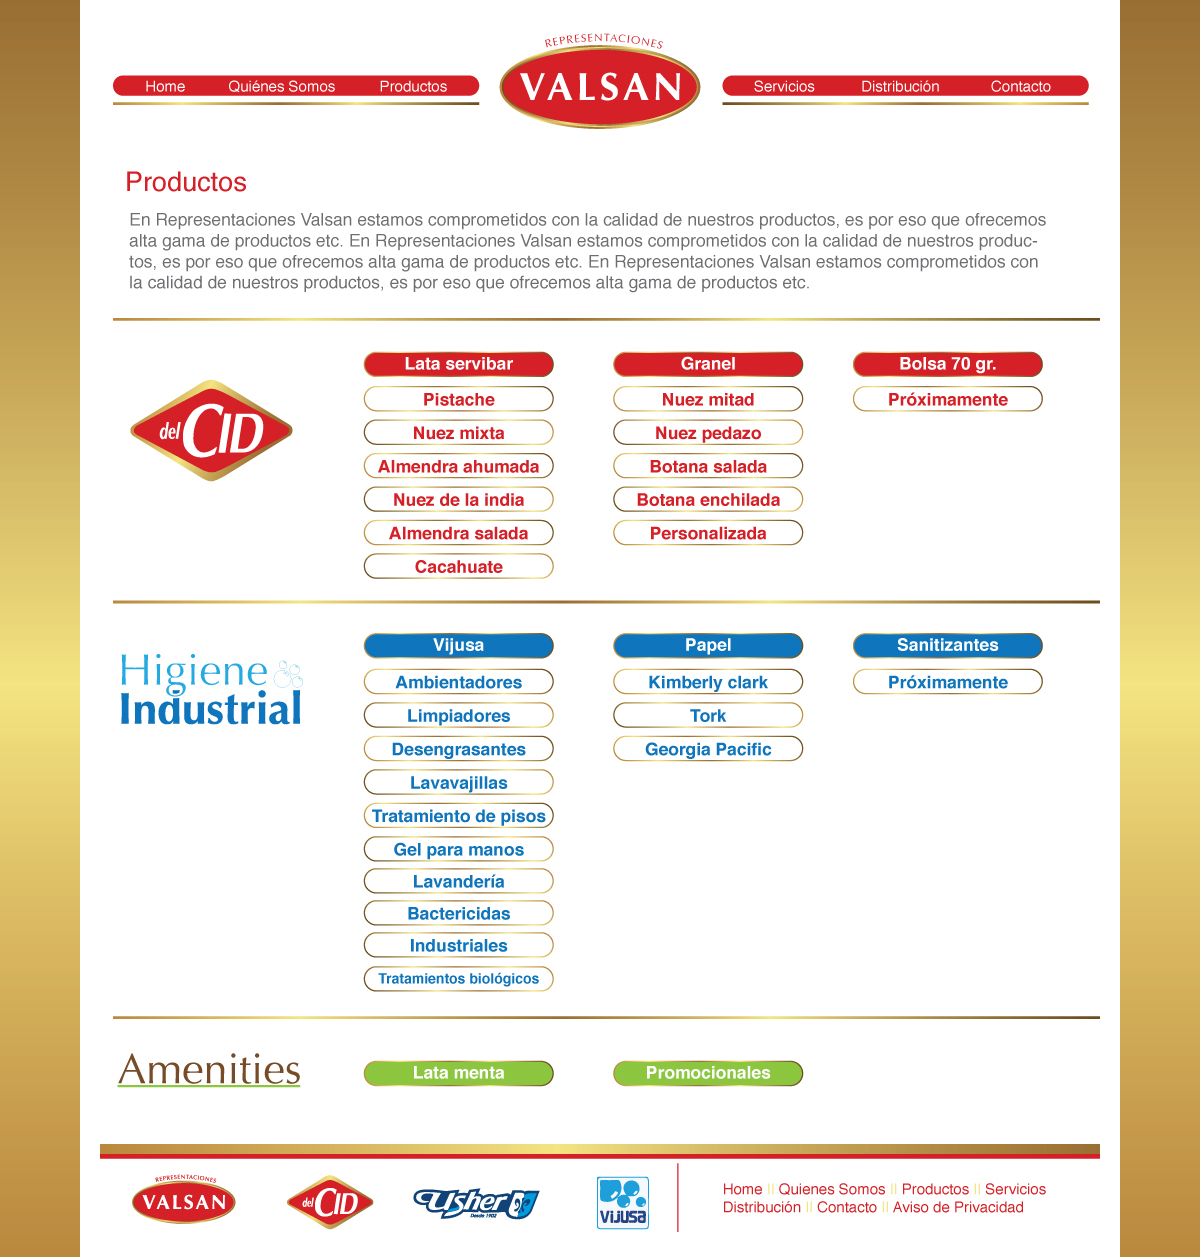 REPRESENTACIONES
VALSAN
Home Quiénes Somos Productos
Servicios Distribución Contacto
Productos
En Representaciones Valsan estamos comprometidos con la calidad de nuestros productos, es por eso que ofrecemos
alta gama de productos etc. En Representaciones Valsan estamos comprometidos con la calidad de nuestros produc-
tos, es por eso que ofrecemos alta gama de productos etc. En Representaciones Valsan estamos comprometidos con
la calidad de nuestros productos, es por eso que ofrecemos alta gama de productos etc.
del CID
Lata servibar
Pistache
Nuez mixta
Almendra ahumada
Nuez de la india
Almendra salada
Cacahuate
Granel
Nuez mitad
Nuez pedazo
Botana salada
Botana enchilada
Personalizada
Bolsa 70 gr.
Próximamente
Higiene
Industrial
Vijusa
Ambientadores
Limpiadores
Desengrasantes
Lavavajillas
Tratamiento de pisos
Gel para manos
Lavandería
Bactericidas
Industriales
Tratamientos biológicos
Papel
Kimberly clark
Tork
Georgia Pacific
Sanitizantes
Próximamente
Amenities
Lata menta
Promocionales
REPRESENTACIONES
VALSAN
del CID
Usher
Desde 1902
VIJUSA
Home || Quienes Somos || Productos || Servicios
Distribución || Contacto || Aviso de Privacidad